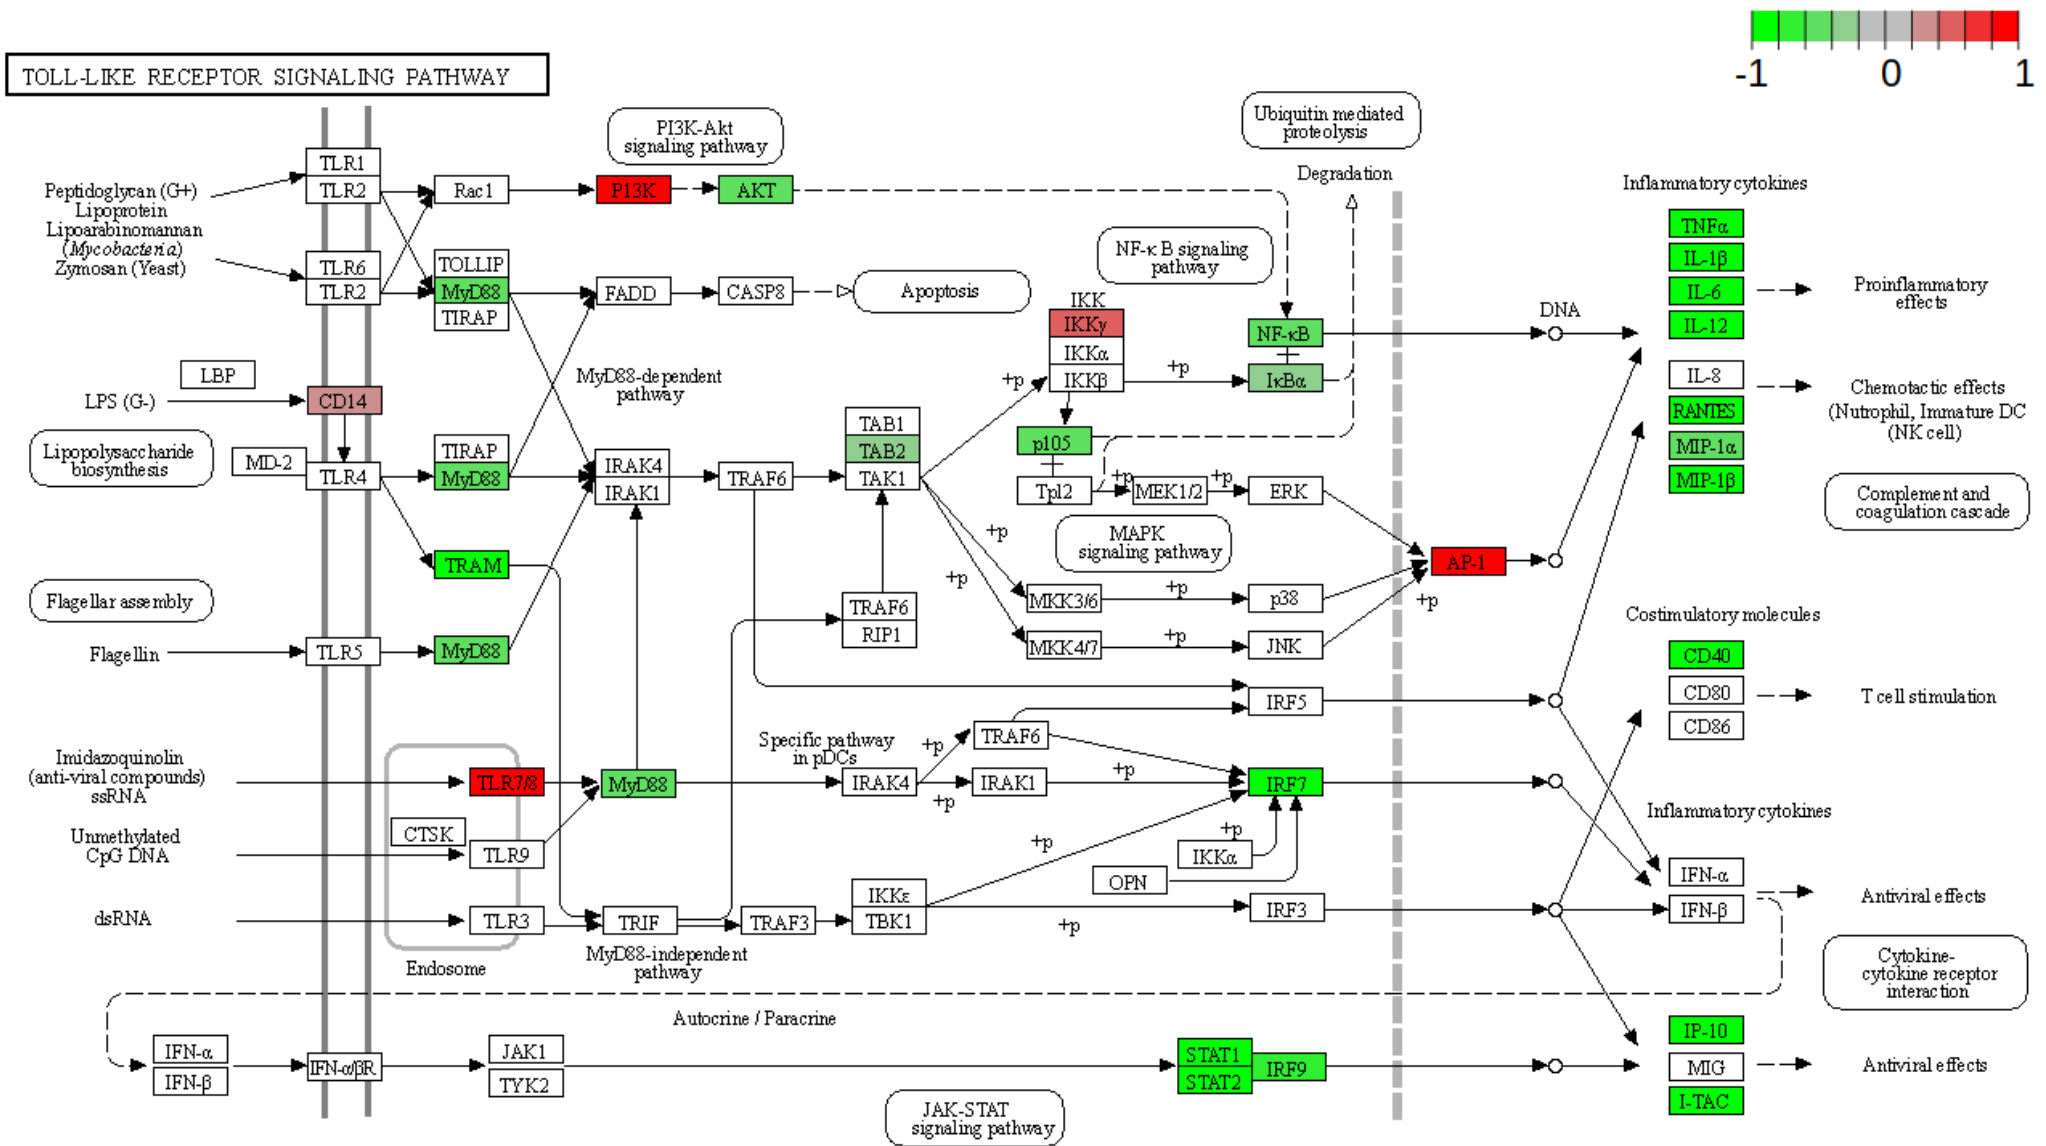 -1 0 1
TOLL-LIKE RECEPTOR SIGNALING PATHWAY
PI3K-Akt
signaling pathway
Ubiquitin mediated
proteolysis
Degradation
Inflammatory cytokines
TLR1
TLR2
Rac1
P13K
AKT
Peptidoglycan (G+)
Lipoprotein
Lipoarabinomannan
(Mycobacteria)
Zymosan (Yeast)
TLR6
TLR2
TOLLIP
MyD88
TIRAP
FADD
CASP8
Apoptosis
NF-κB signaling
pathway
IKK
IKKγ
IKKα
IKKβ
+p
+p
NF-κB
IκBα
DNA
TNFα
IL-1β
IL-6
IL-12
Proinflammatory
effects
LBP
LPS (G-)
CD14
MyD88-dependent
pathway
IL-8
RANTES
MIP-1α
MIP-1β
Chemotactic effects
(Nutrophil, Immature DC
(NK cell)
Lipopolysaccharide
biosynthesis
MD-2
TLR4
TIRAP
MyD88
IRAK4
IRAK1
TRAF6
TAB1
TAB2
TAK1
p105
Tpl2
+p
MEK1/2
+p
ERK
Complement and
coagulation cascade
MAPK
signaling pathway
+p
+p
TRAM
AP-1
Flagellar assembly
TRAF6
RIP1
MKK3/6
+p
p38
+p
MKK4/7
+p
JNK
Costimulatory molecules
CD40
CD80
CD86
T cell stimulation
Flagellin
TLR5
MyD88
IRF5
Imidazoquinolin
(anti-viral compounds)
ssRNA
TLR7/8
MyD88
Specific pathway
in pDCs
IRAK4
+p
+p
TRAF6
IRAK1
+p
IRF7
Unmethylated
CpG DNA
CTSK
TLR9
+p
+p
IKKα
OPN
Inflammatory cytokines
IFN-α
IFN-β
Antiviral effects
dsRNA
TLR3
Endosome
TRIF
MyD88-independent
pathway
TRAF3
IKKε
TBK1
+p
IRF3
Cytokine-
cytokine receptor
interaction
Autocrine / Paracrine
IFN-α
IFN-β
IFN-α/βR
JAK1
TYK2
STAT1
STAT2
IRF9
IP-10
MIG
I-TAC
Antiviral effects
JAK-STAT
signaling pathway